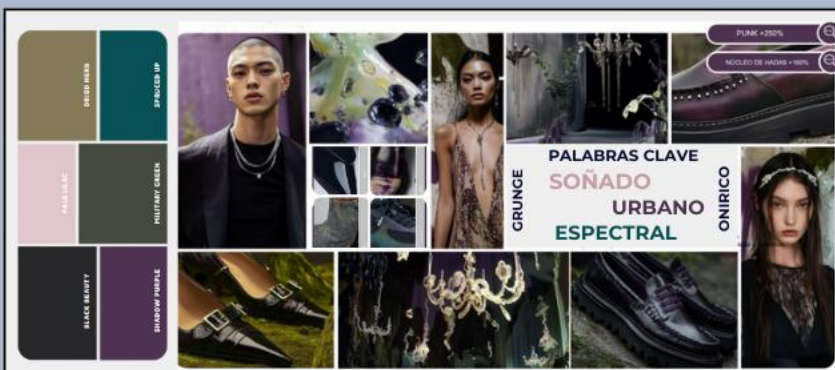 DRIED HERB
SPRUCED UP
PALE LILAC
MILITARY GREEN
BLACK BEAUTY
SHADOW PURPLE
PUNK +250%
NÚCLEO DE HADAS +160%
PALABRAS CLAVE
GRUNGE
SOÑADO
URBANO
ESPECTRAL
ONIRICO